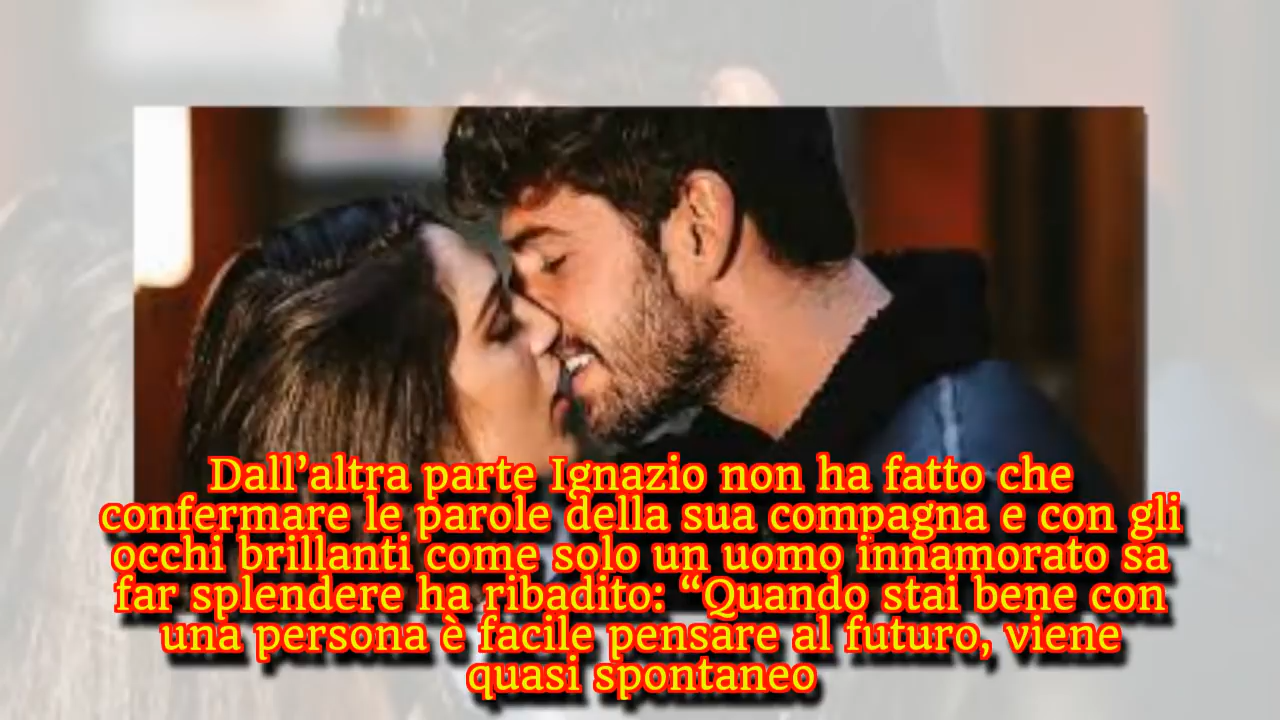 Dall’altra parte Ignazio non ha fatto che
confermare le parole della sua compagna e con gli
occhi brillanti come solo un uomo innamorato sa
far splendere ha ribadito: “Quando stai bene con
una persona è facile pensare al futuro, viene
quasi spontaneo